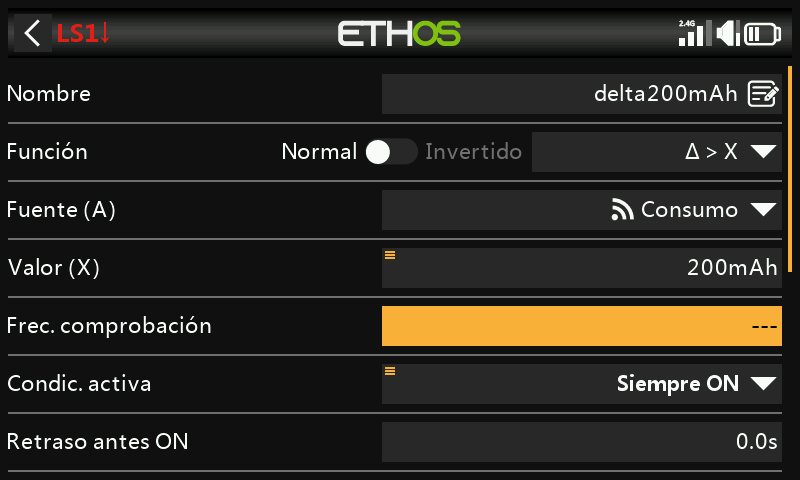 LS1↓ ETHOS 2.4G
Nombre delta200mAh
Función Normal Invertido Δ > X
Fuente (A) Consumo
Valor (X) 200mAh
Frec. comprobación ---
Condic. activa Siempre ON
Retraso antes ON 0.0s